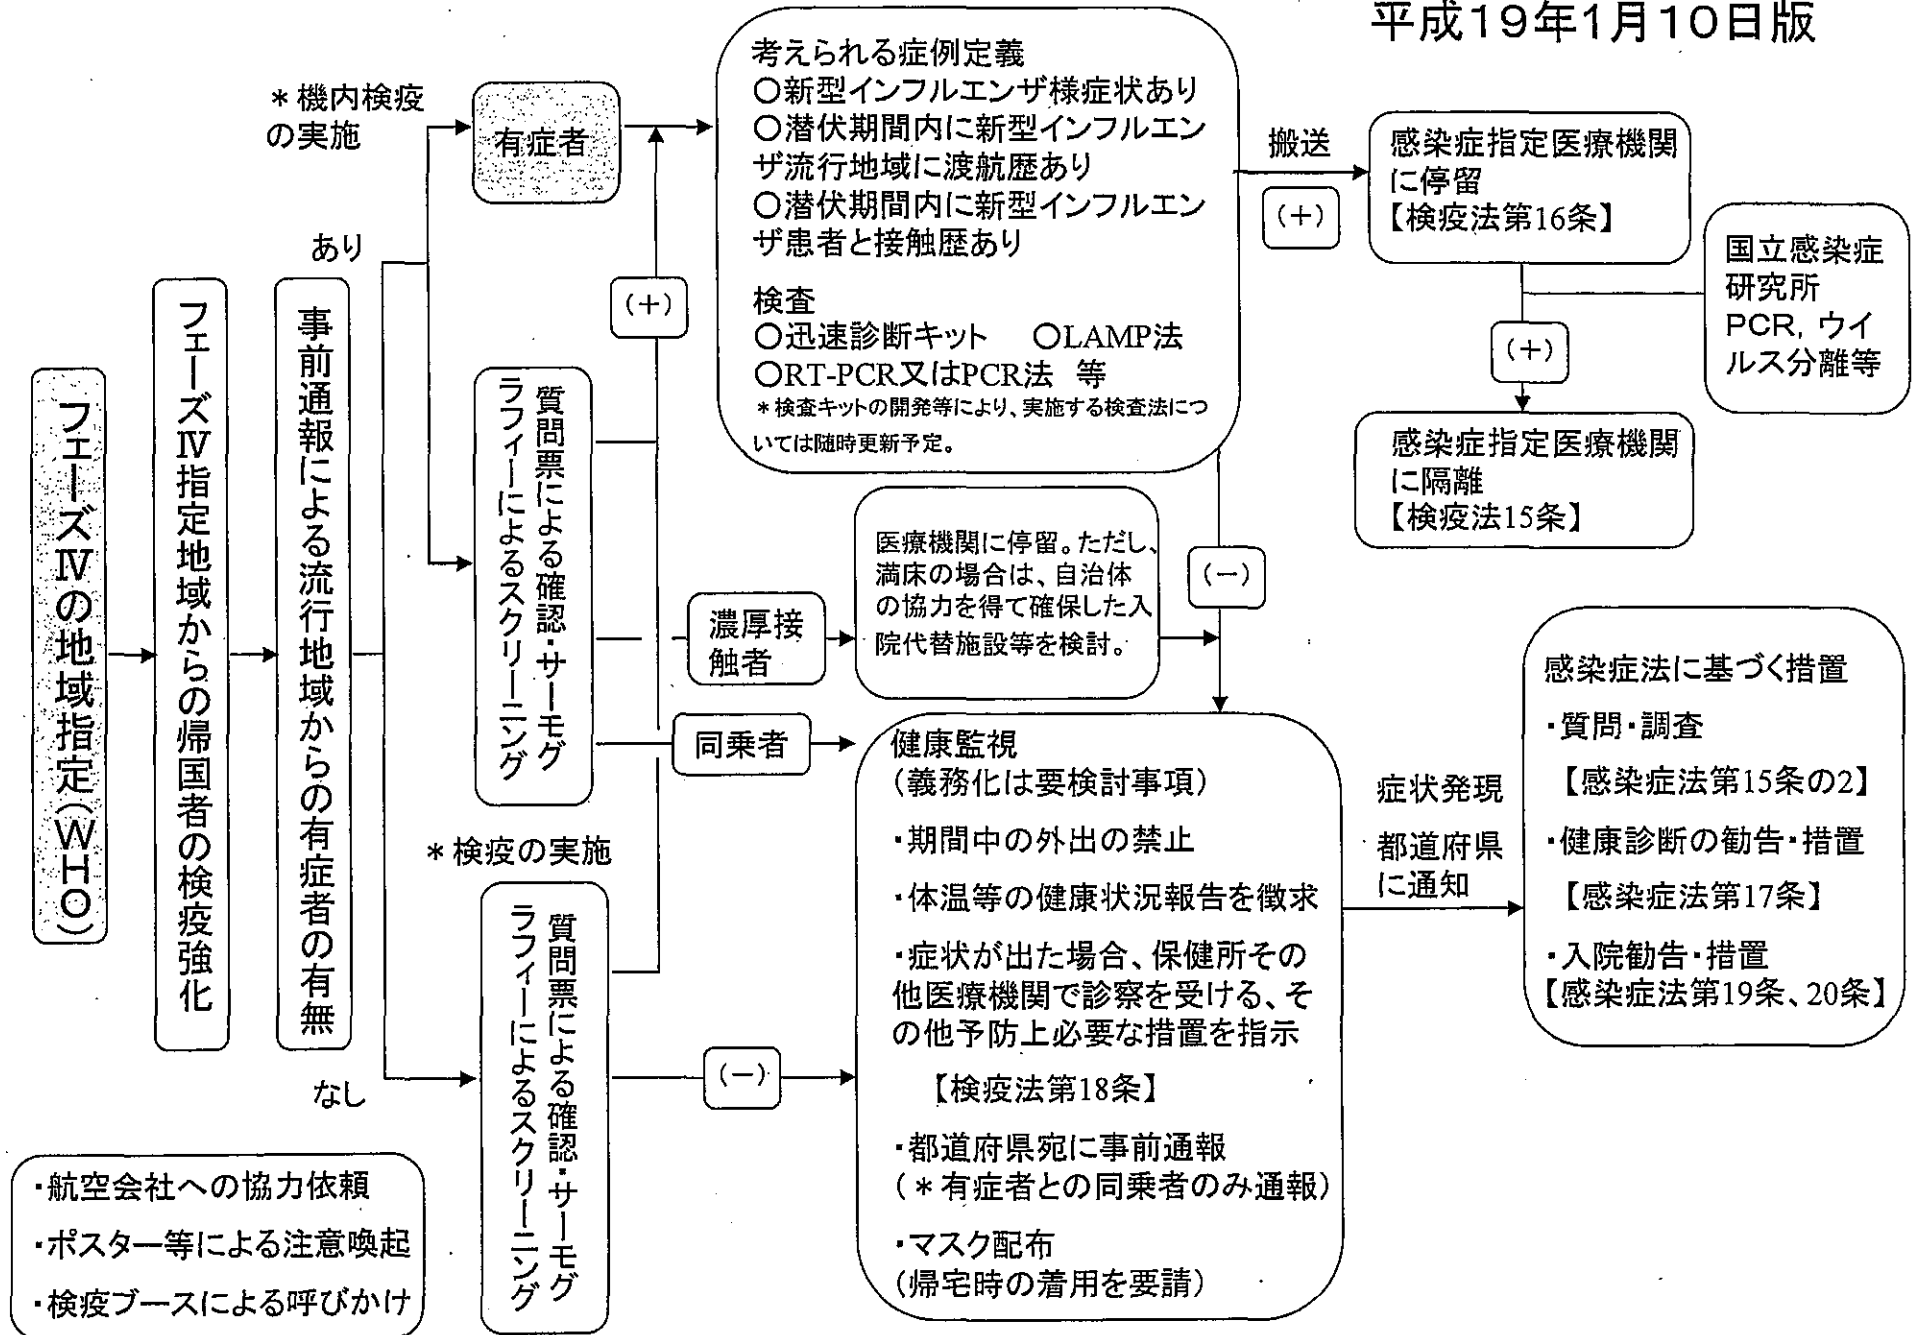 平成19年1月10日版
フェーズⅣの地域指定(WHO)
フェーズⅣ指定地域からの帰国者の検疫強化
事前通報による流行地域からの有症者の有無
あり
なし
*機内検疫
の実施
有症者
質問票による確認・サーモグ
ラフィーによるスクリーニング
(+)
考えられる症例定義
○新型インフルエンザ様症状あり
○潜伏期間内に新型インフルエン
ザ流行地域に渡航歴あり
○潜伏期間内に新型インフルエン
ザ患者と接触歴あり
検査
○迅速診断キット ○LAMP法
○RT-PCR又はPCR法 等
*検査キットの開発等により、実施する検査法につ
いては随時更新予定。
搬送
(+)
感染症指定医療機関
に停留
【検疫法第16条】
国立感染症
研究所
PCR, ウイ
ルス分離等
(+)
感染症指定医療機関
に隔離
【検疫法15条】
濃厚接
触者
医療機関に停留。ただし、
満床の場合は、自治体
の協力を得て確保した入
院代替施設等を検討。
(-)
同乗者
*検疫の実施
質問票による確認・サーモグ
ラフィーによるスクリーニング
(-)
健康監視
(義務化は要検討事項)
・期間中の外出の禁止
・体温等の健康状況報告を徴求
・症状が出た場合、保健所その
他医療機関で診察を受ける、そ
の他予防上必要な措置を指示
【検疫法第18条】
・都道府県宛に事前通報
(*有症者との同乗者のみ通報)
・マスク配布
(帰宅時の着用を要請)
症状発現
都道府県
に通知
感染症法に基づく措置
・質問・調査
【感染症法第15条の2】
・健康診断の勧告・措置
【感染症法第17条】
・入院勧告・措置
【感染症法第19条、20条】
・航空会社への協力依頼
・ポスター等による注意喚起
・検疫ブースによる呼びかけ